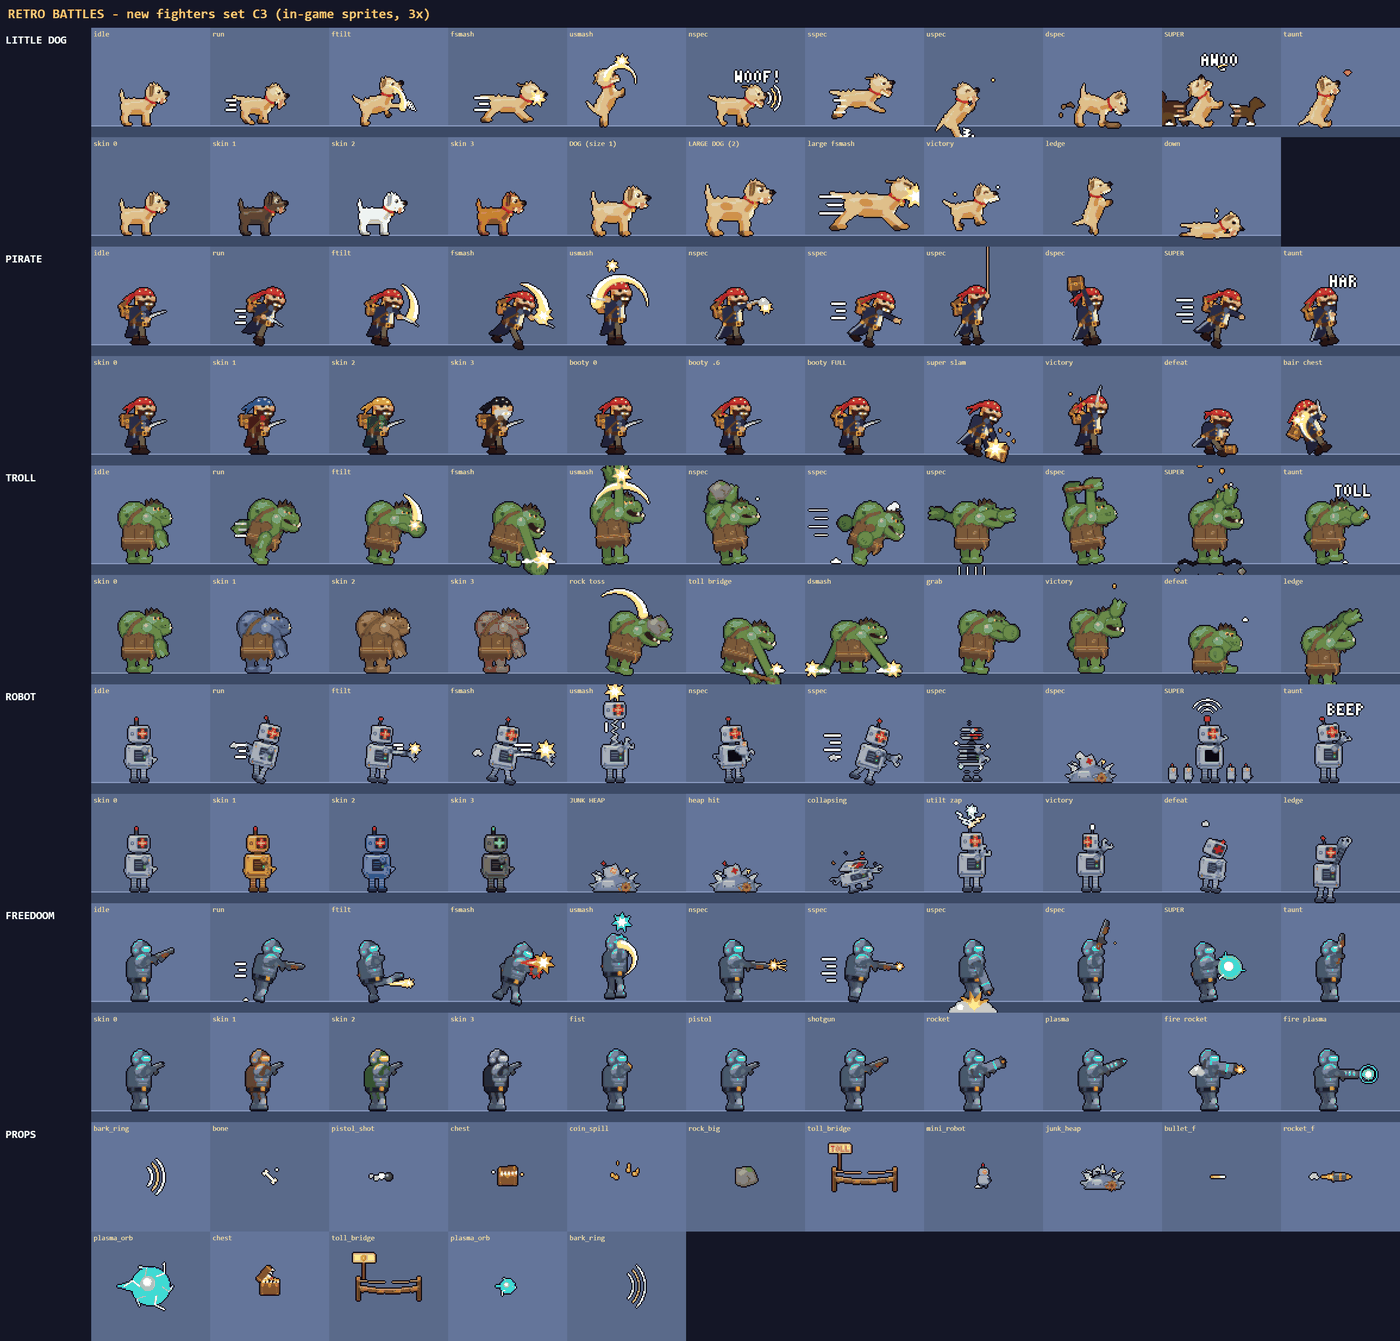 RETRO BATTLES - new fighters set C3 (in-game sprites, 3x)
LITTLE DOG
idle run ftilt fsmash usmash nspec sspec uspec dspec SUPER taunt
WOOF! AWOO
skin 0 skin 1 skin 2 skin 3 DOG (size 1) LARGE DOG (2) large fsmash victory ledge down
PIRATE
idle run ftilt fsmash usmash nspec sspec uspec dspec SUPER taunt
HAR
skin 0 skin 1 skin 2 skin 3 booty 0 booty .6 booty FULL super slam victory defeat bair chest
TROLL
idle run ftilt fsmash usmash nspec sspec uspec dspec SUPER taunt
TOLL
skin 0 skin 1 skin 2 skin 3 rock toss toll bridge dsmash grab victory defeat ledge
ROBOT
idle run ftilt fsmash usmash nspec sspec uspec dspec SUPER taunt
BEEP
skin 0 skin 1 skin 2 skin 3 JUNK HEAP heap hit collapsing utilt zap victory defeat ledge
FREEDOOM
idle run ftilt fsmash usmash nspec sspec uspec dspec SUPER taunt
skin 0 skin 1 skin 2 skin 3 fist pistol shotgun rocket plasma fire rocket fire plasma
PROPS
bark_ring bone pistol_shot chest coin_spill rock_big toll_bridge mini_robot junk_heap bullet_f rocket_f
TOLL
plasma_orb chest toll_bridge plasma_orb bark_ring